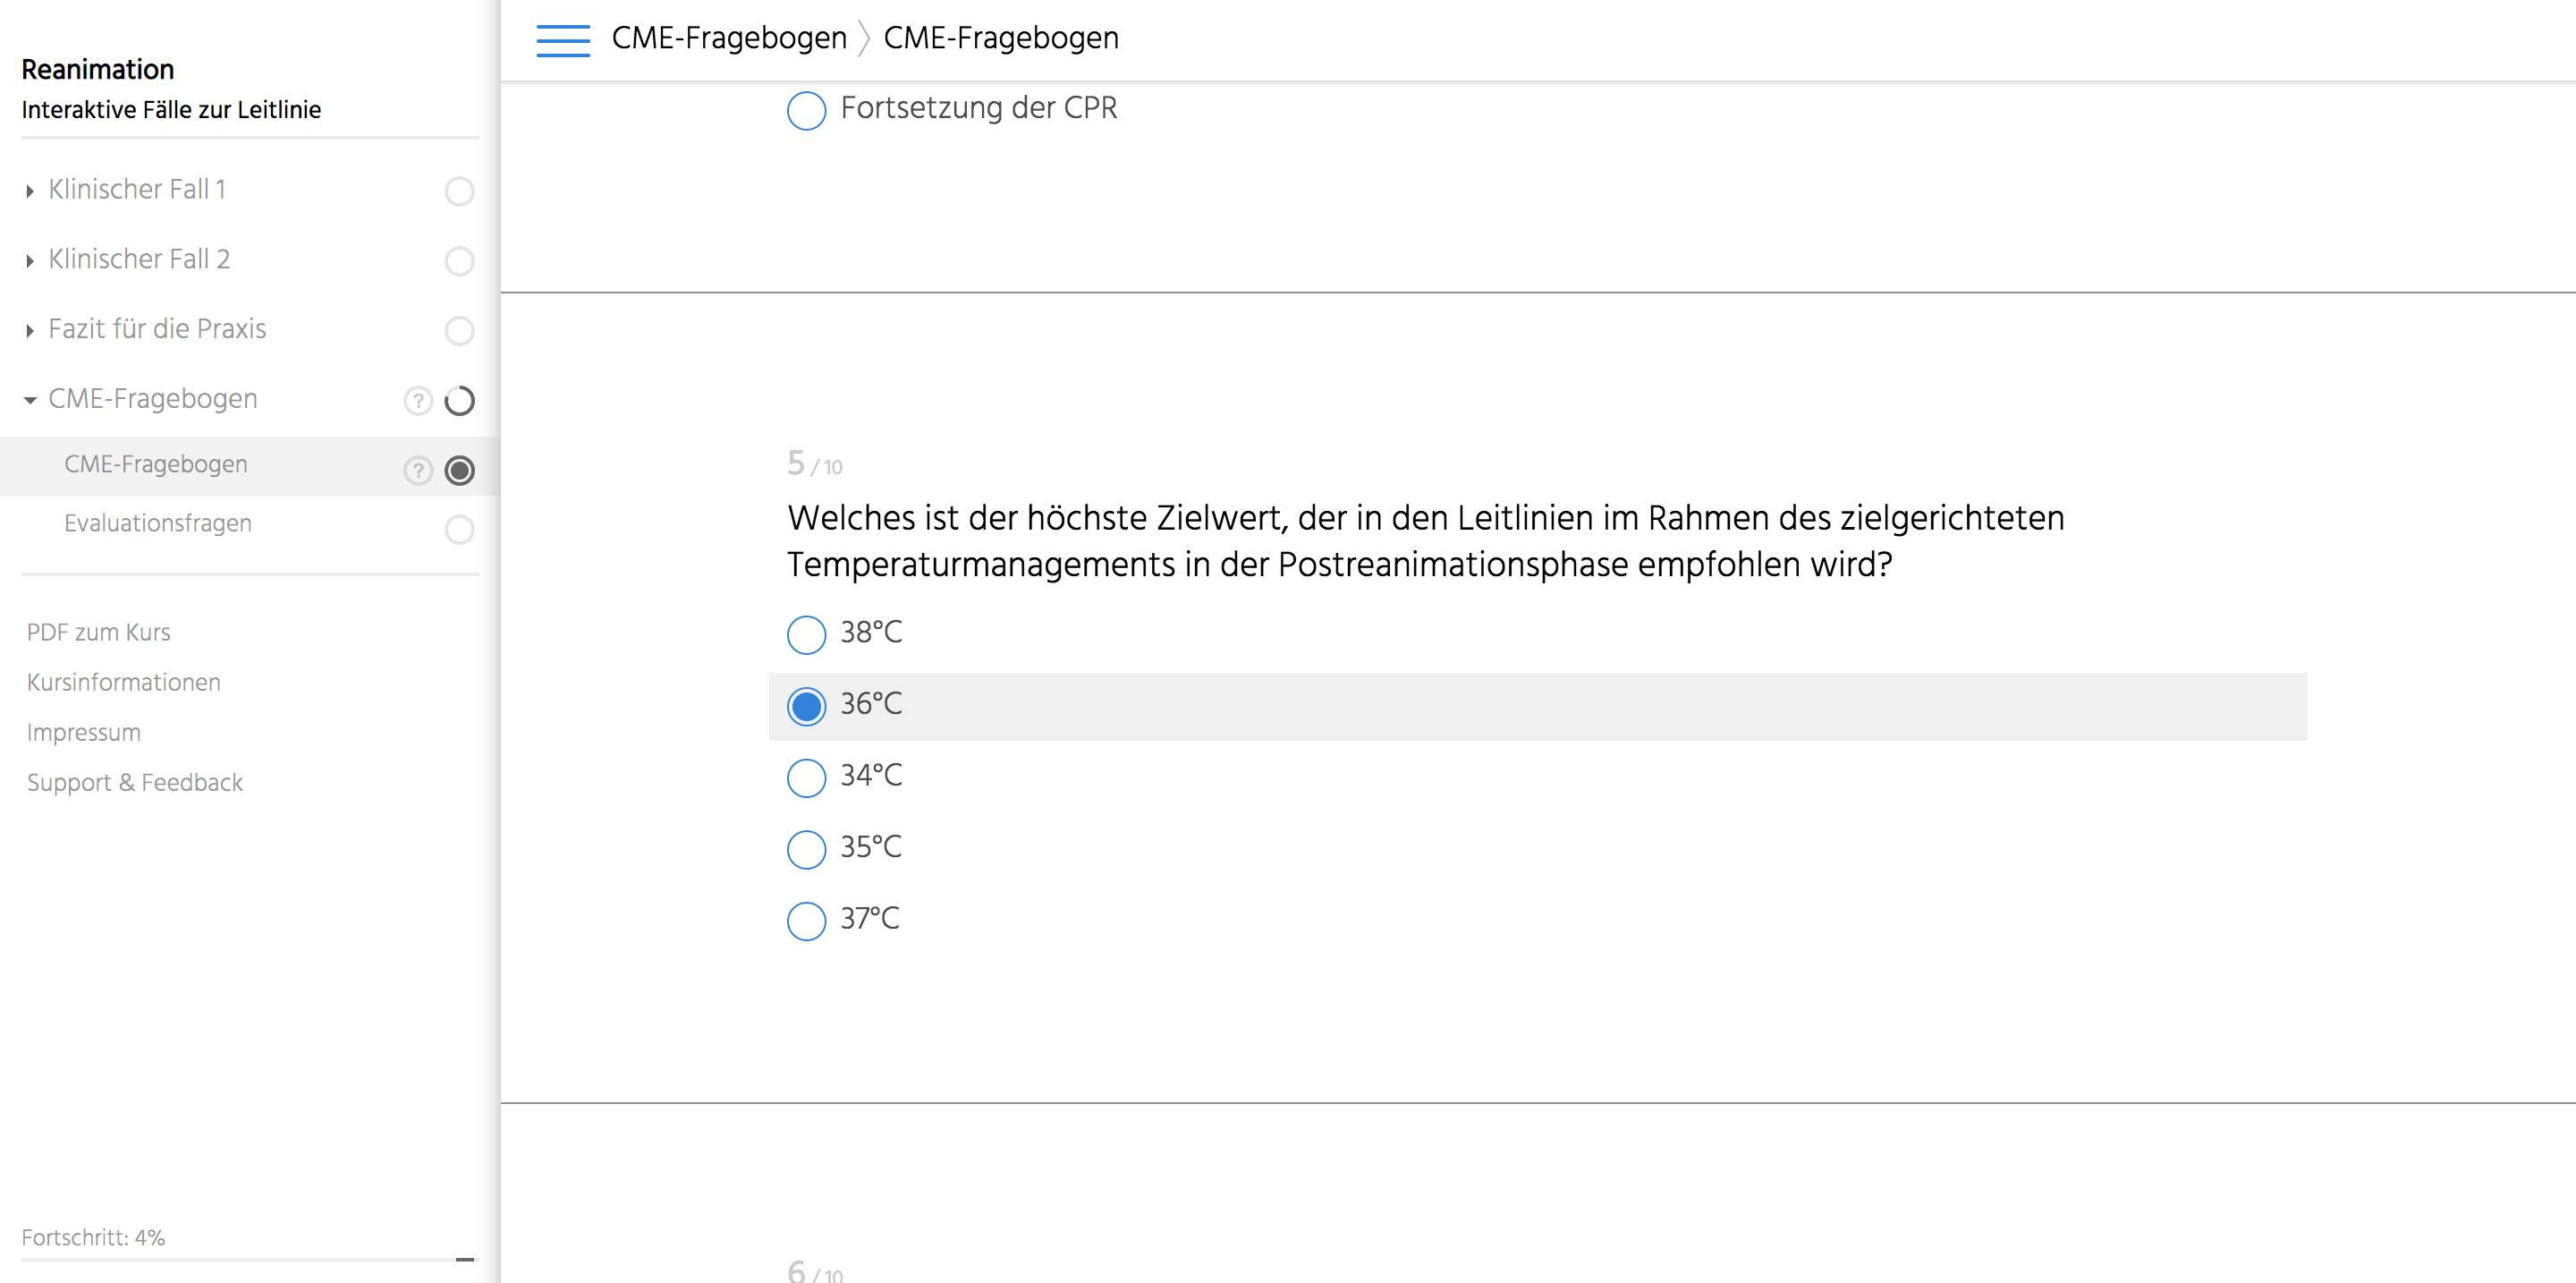 Reanimation
Interaktive Fälle zur Leitlinie
Klinischer Fall 1
Klinischer Fall 2
Fazit für die Praxis
CME-Fragebogen ?
CME-Fragebogen ?
Evaluationsfragen
PDF zum Kurs
Kursinformationen
Impressum
Support & Feedback
Fortschritt: 4%
CME-Fragebogen CME-Fragebogen
Fortsetzung der CPR
5 / 10
Welches ist der höchste Zielwert, der in den Leitlinien im Rahmen des zielgerichteten
Temperaturmanagements in der Postreanimationsphase empfohlen wird?
38°C
36°C
34°C
35°C
37°C
6 / 10